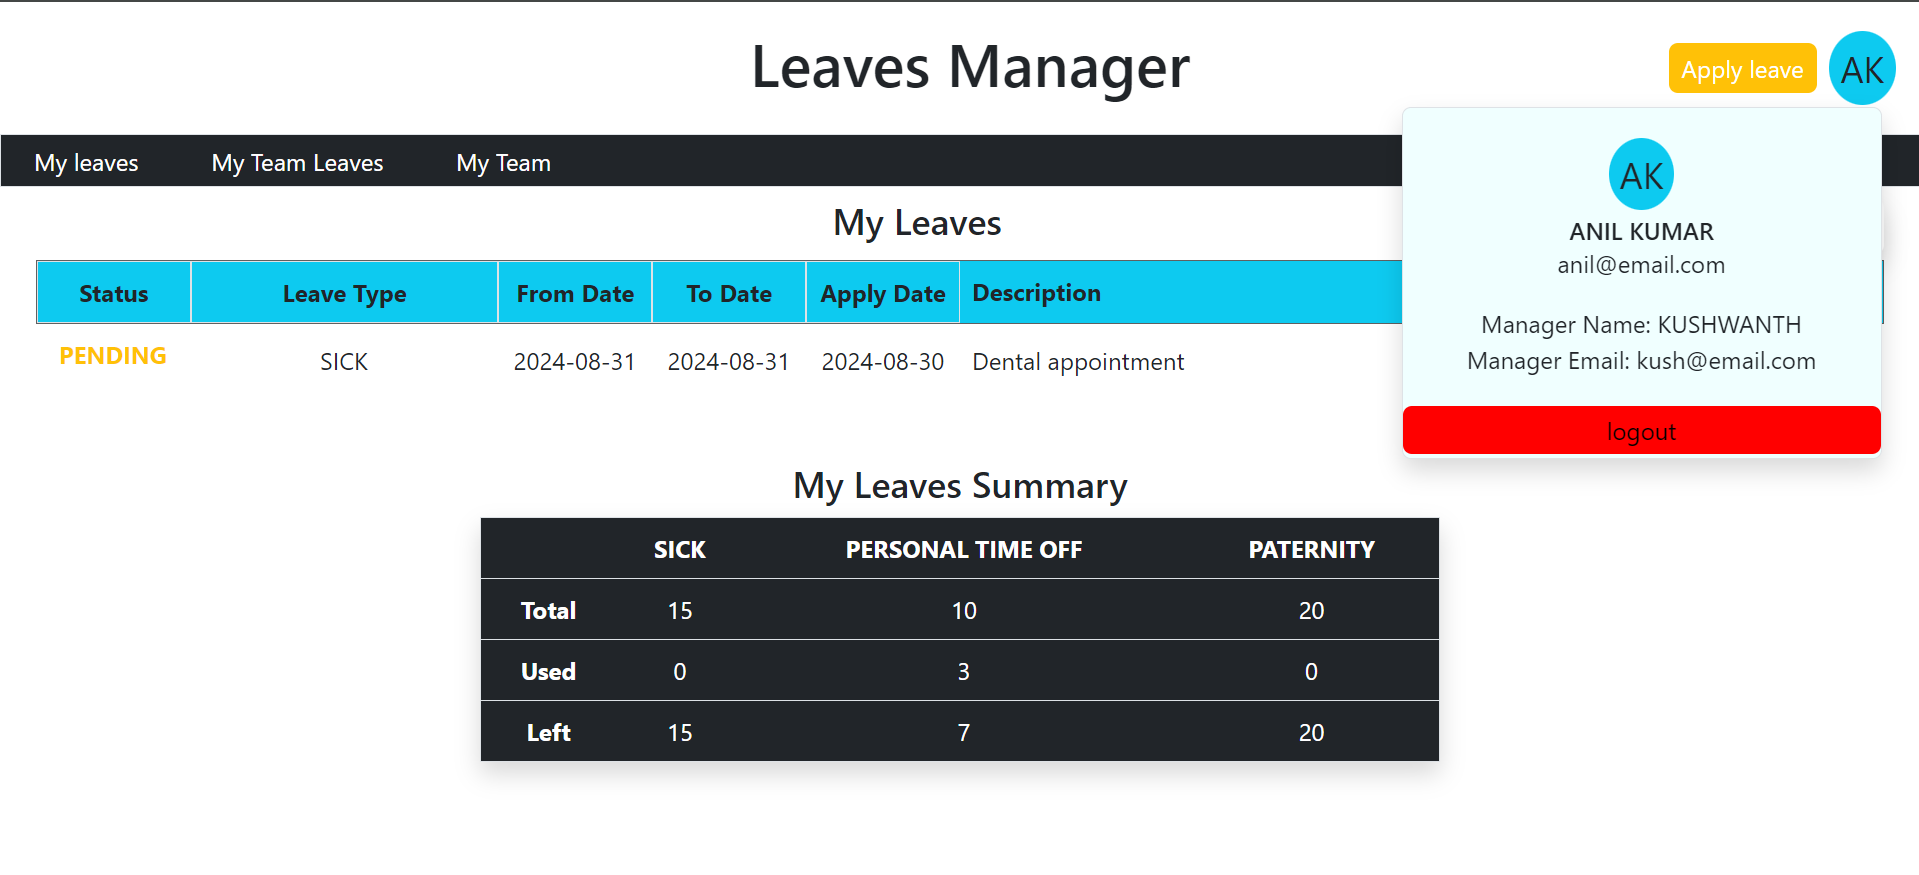 Leaves Manager
Apply leave
AK
My leaves My Team Leaves My Team
AK
ANIL KUMAR
anil@email.com
Manager Name: KUSHWANTH
Manager Email: kush@email.com
logout
My Leaves
Status Leave Type From Date To Date Apply Date Description
PENDING SICK 2024-08-31 2024-08-31 2024-08-30 Dental appointment
My Leaves Summary
SICK PERSONAL TIME OFF PATERNITY
Total 15 10 20
Used 0 3 0
Left 15 7 20